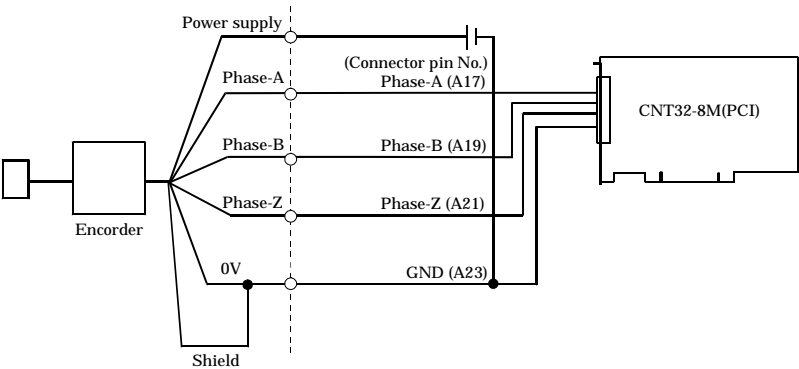 Power supply
(Connector pin No.)
Phase-A
Phase-A (A17)
CNT32-8M(PCI)
Phase-B
Phase-B (A19)
Phase-Z
Phase-Z (A21)
Encorder
0V
GND (A23)
Shield